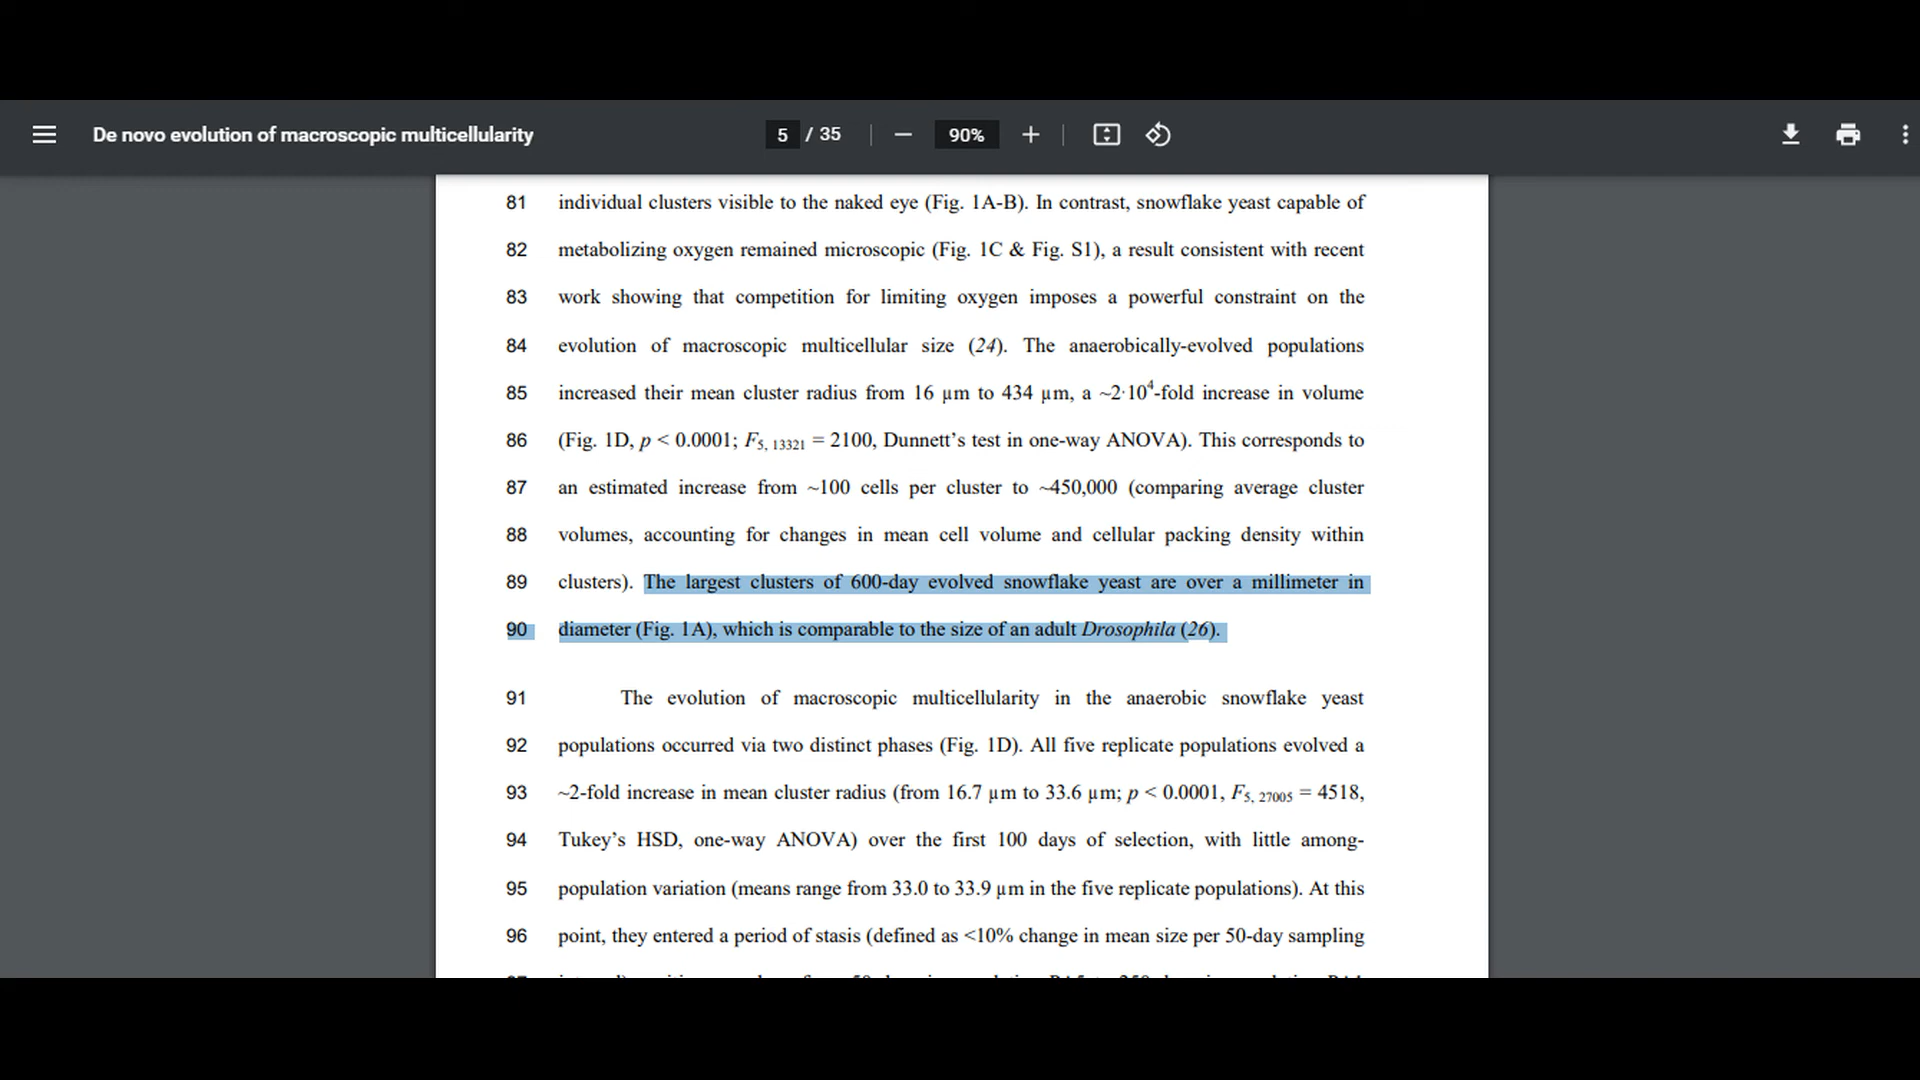 De novo evolution of macroscopic multicellularity
5 / 35
90%
81 individual clusters visible to the naked eye (Fig. 1A-B). In contrast, snowflake yeast capable of
82 metabolizing oxygen remained microscopic (Fig. 1C & Fig. S1), a result consistent with recent
83 work showing that competition for limiting oxygen imposes a powerful constraint on the
84 evolution of macroscopic multicellular size (24). The anaerobically-evolved populations
85 increased their mean cluster radius from 16 µm to 434 µm, a ~2·10⁴-fold increase in volume
86 (Fig. 1D, p < 0.0001; F₅, ₁₃₃₂₁ = 2100, Dunnett’s test in one-way ANOVA). This corresponds to
87 an estimated increase from ~100 cells per cluster to ~450,000 (comparing average cluster
88 volumes, accounting for changes in mean cell volume and cellular packing density within
89 clusters). The largest clusters of 600-day evolved snowflake yeast are over a millimeter in
90 diameter (Fig. 1A), which is comparable to the size of an adult Drosophila (26).
91 The evolution of macroscopic multicellularity in the anaerobic snowflake yeast
92 populations occurred via two distinct phases (Fig. 1D). All five replicate populations evolved a
93 ~2-fold increase in mean cluster radius (from 16.7 µm to 33.6 µm; p < 0.0001, F₅, ₂₇₀₀₅ = 4518,
94 Tukey’s HSD, one-way ANOVA) over the first 100 days of selection, with little among-
95 population variation (means range from 33.0 to 33.9 µm in the five replicate populations). At this
96 point, they entered a period of stasis (defined as <10% change in mean size per 50-day sampling